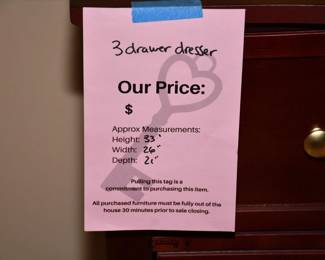 3 drawer dresser
Our Price:
$
Approx Measurements:
Height: 33"
Width: 26"
Depth: 21"
Pulling this tag is a
commitment to purchasing this item.
All purchased furniture must be fully out of the
house 30 minutes prior to sale closing.